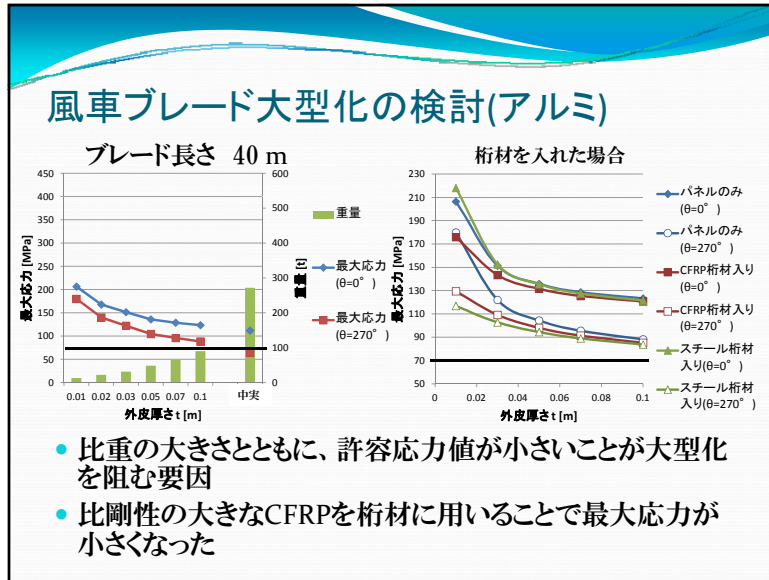 風車ブレード大型化の検討(アルミ)
ブレード長さ 40 m
最大応力 [MPa]
450
400
350
300
250
200
150
100
50
0
600
500
400
300
200
100
0
重量 [t]
0.01 0.02 0.03 0.05 0.07 0.1 中実
外皮厚さt [m]
重量
最大応力
(θ=0°)
最大応力
(θ=270°)
桁材を入れた場合
最大応力 [MPa]
230
210
190
170
150
130
110
90
70
50
0 0.02 0.04 0.06 0.08 0.1
外皮厚さt [m]
パネルのみ
(θ=0°)
パネルのみ
(θ=270°)
CFRP桁材入り
(θ=0°)
CFRP桁材入り
(θ=270°)
スチール桁材
入り(θ=0°)
スチール桁材
入り(θ=270°)
• 比重の大きさとともに、許容応力値が小さいことが大型化
を阻む要因
• 比剛性の大きなCFRPを桁材に用いることで最大応力が
小さくなった